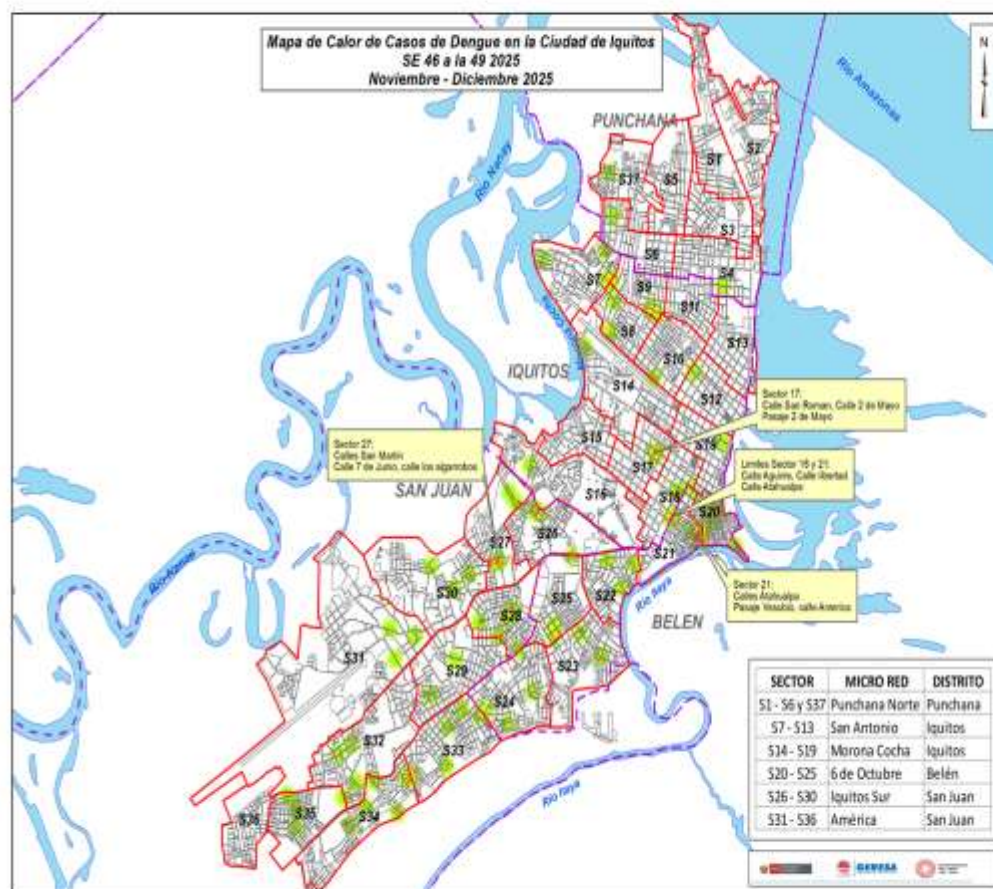 Mapa de Calor de Casos de Dengue en la Ciudad de Iquitos
SE 46 a la 49 2025
Noviembre - Diciembre 2025
N
Río Amazonas
PUNCHANA
Río Nanay
S1
S2
S37
S5
S3
S6
S4
S7
S9
S11
S8
S10
S13
IQUITOS
S14
S12
Sector 17:
Calle San Roman, Calle 2 de Mayo
Pasaje 2 de Mayo
S15
S19
S17
Sector 27:
Calles San Martín
Calle 7 de Junio, calle los algarrobos
Limites Sector 18 y 21:
Calle Aguirre, Calle libertad
Calle Atahualpa
SAN JUAN
S16
S18
S20
S26
S27
S21
Sector 21:
Calles Atahualpa
Pasaje Vesubio, calle America
S30
S25
S22
Río Itaya
BELEN
S28
S31
S29
S23
S24
S32
S33
Río Nanay
Río Itaya
S36
S35
S34
SECTOR MICRO RED DISTRITO
S1 - S6 y S37 Punchana Norte Punchana
S7 - S13 San Antonio Iquitos
S14 - S19 Morona Cocha Iquitos
S20 - S25 6 de Octubre Belén
S26 - S30 Iquitos Sur San Juan
S31 - S36 América San Juan
GERESA